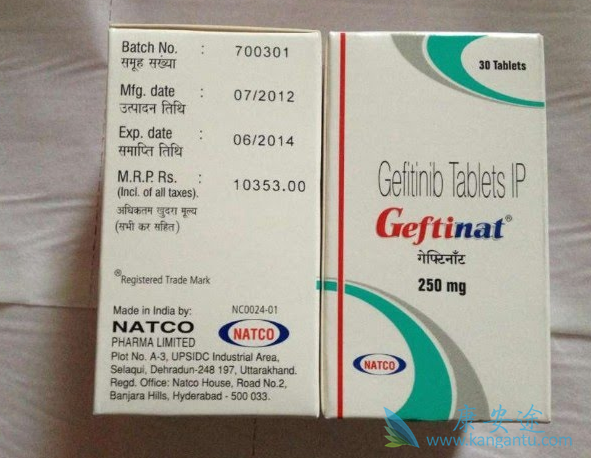 Batch No. : 700301
समूह संख्या
Mfg. date : 07/2012
उत्पादन तिथि
Exp. date : 06/2014
समाप्ति तिथि
M.R.P. Rs. : 10353.00
(Incl. of all taxes).
अधिकतम खुदरा मूल्य
(सभी कर सहित)
®Registered Trade Mark
Made in India by: NC0024-01
NATCO
PHARMA LIMITED
NATCO
Plot No. A-3, UPSIDC Industrial Area,
Selaqui, Dehradun-248 197, Uttarakhand.
Regd. Office: Natco House, Road No.2,
Banjara Hills, Hyderabad - 500 033.
30 Tablets
Gefitinib Tablets IP
Geftinat®
गेफ्टिनॉट
250 mg
NATCO
康安途
www.kangantu.com